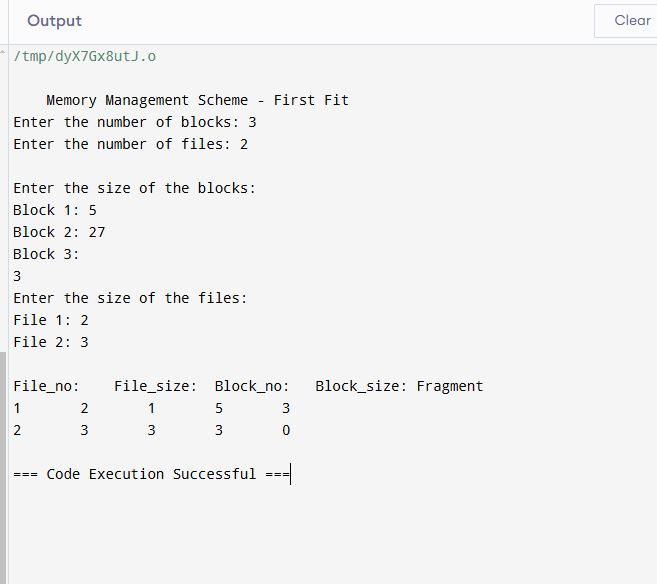 Output
Clear
/tmp/dyX7Gx8utJ.o
Memory Management Scheme - First Fit
Enter the number of blocks: 3
Enter the number of files: 2
Enter the size of the blocks:
Block 1: 5
Block 2: 27
Block 3:
3
Enter the size of the files:
File 1: 2
File 2: 3
File_no: File_size: Block_no: Block_size: Fragment
1 2 1 5 3
2 3 3 3 0
=== Code Execution Successful ===